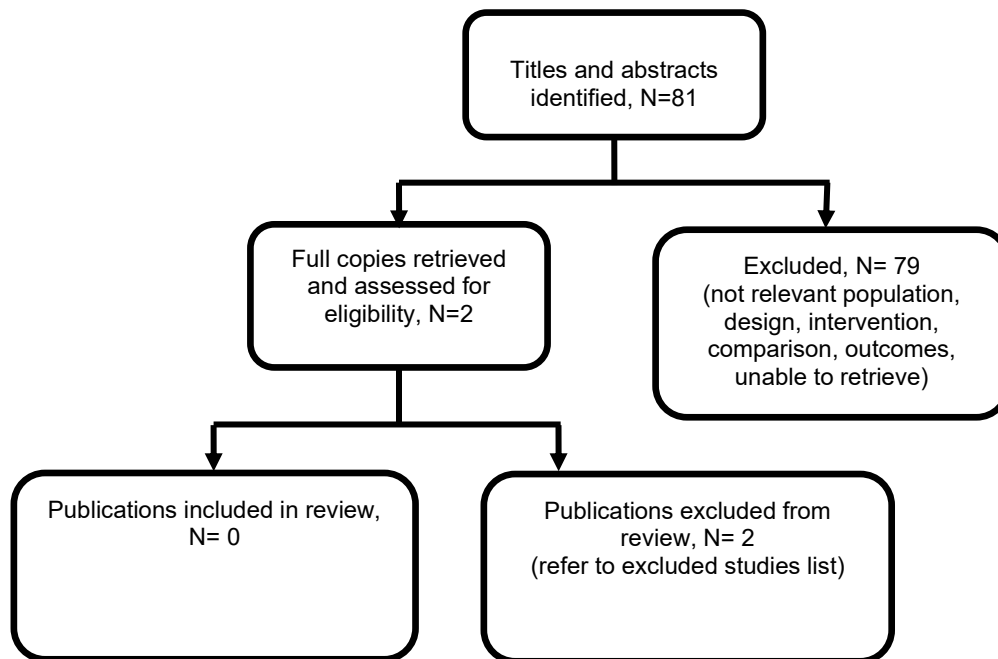 Titles and abstracts
identified, N=81
Full copies retrieved
and assessed for
eligibility, N=2
Excluded, N= 79
(not relevant population,
design, intervention,
comparison, outcomes,
unable to retrieve)
Publications included in review,
N= 0
Publications excluded from
review, N= 2
(refer to excluded studies list)